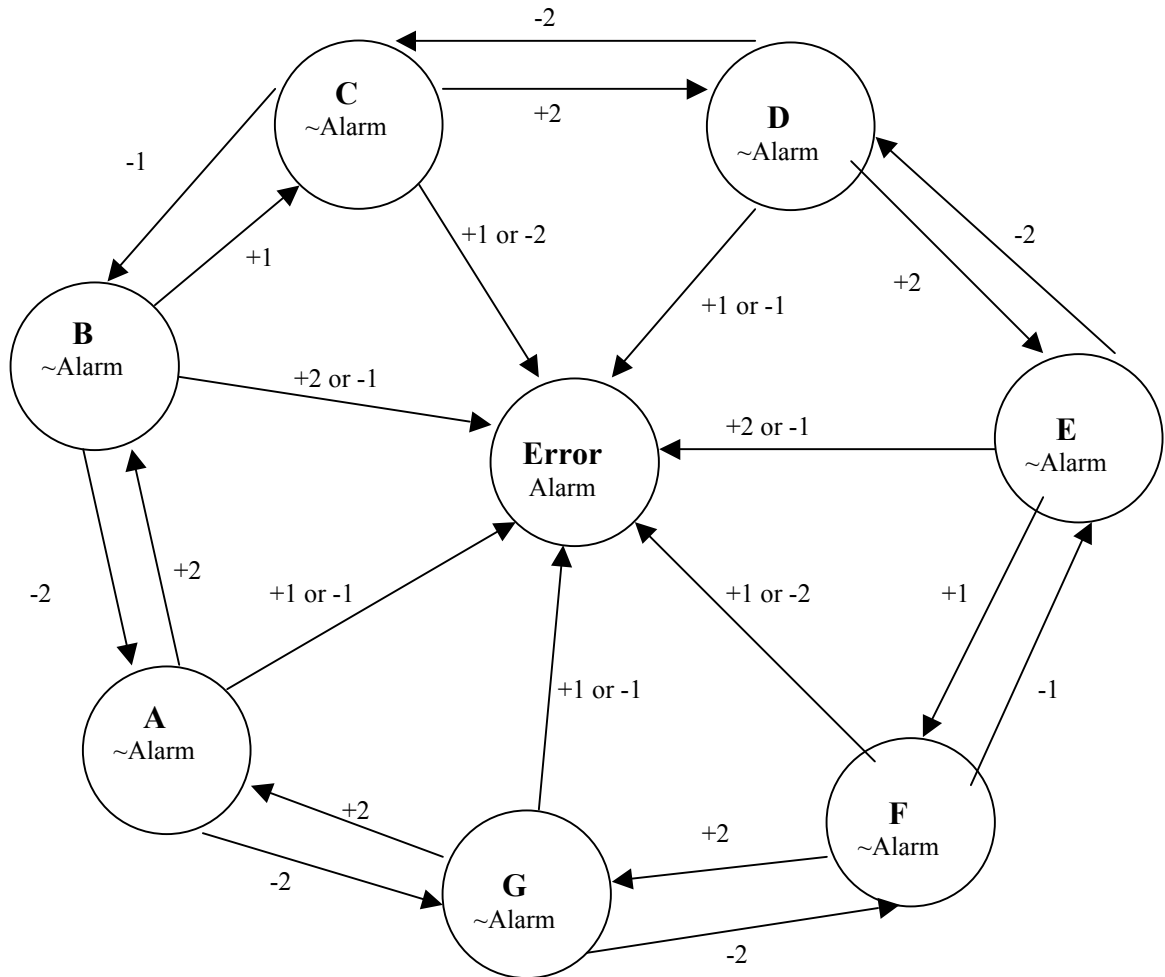 -2
C
~Alarm
+2
D
~Alarm
-1
+1
+1 or -2
+1 or -1
-2
+2
B
~Alarm
+2 or -1
+2 or -1
E
~Alarm
Error
Alarm
-2
+2
+1 or -1
+1 or -2
+1
-1
+1 or -1
A
~Alarm
+2
+2
F
~Alarm
-2
G
~Alarm
-2